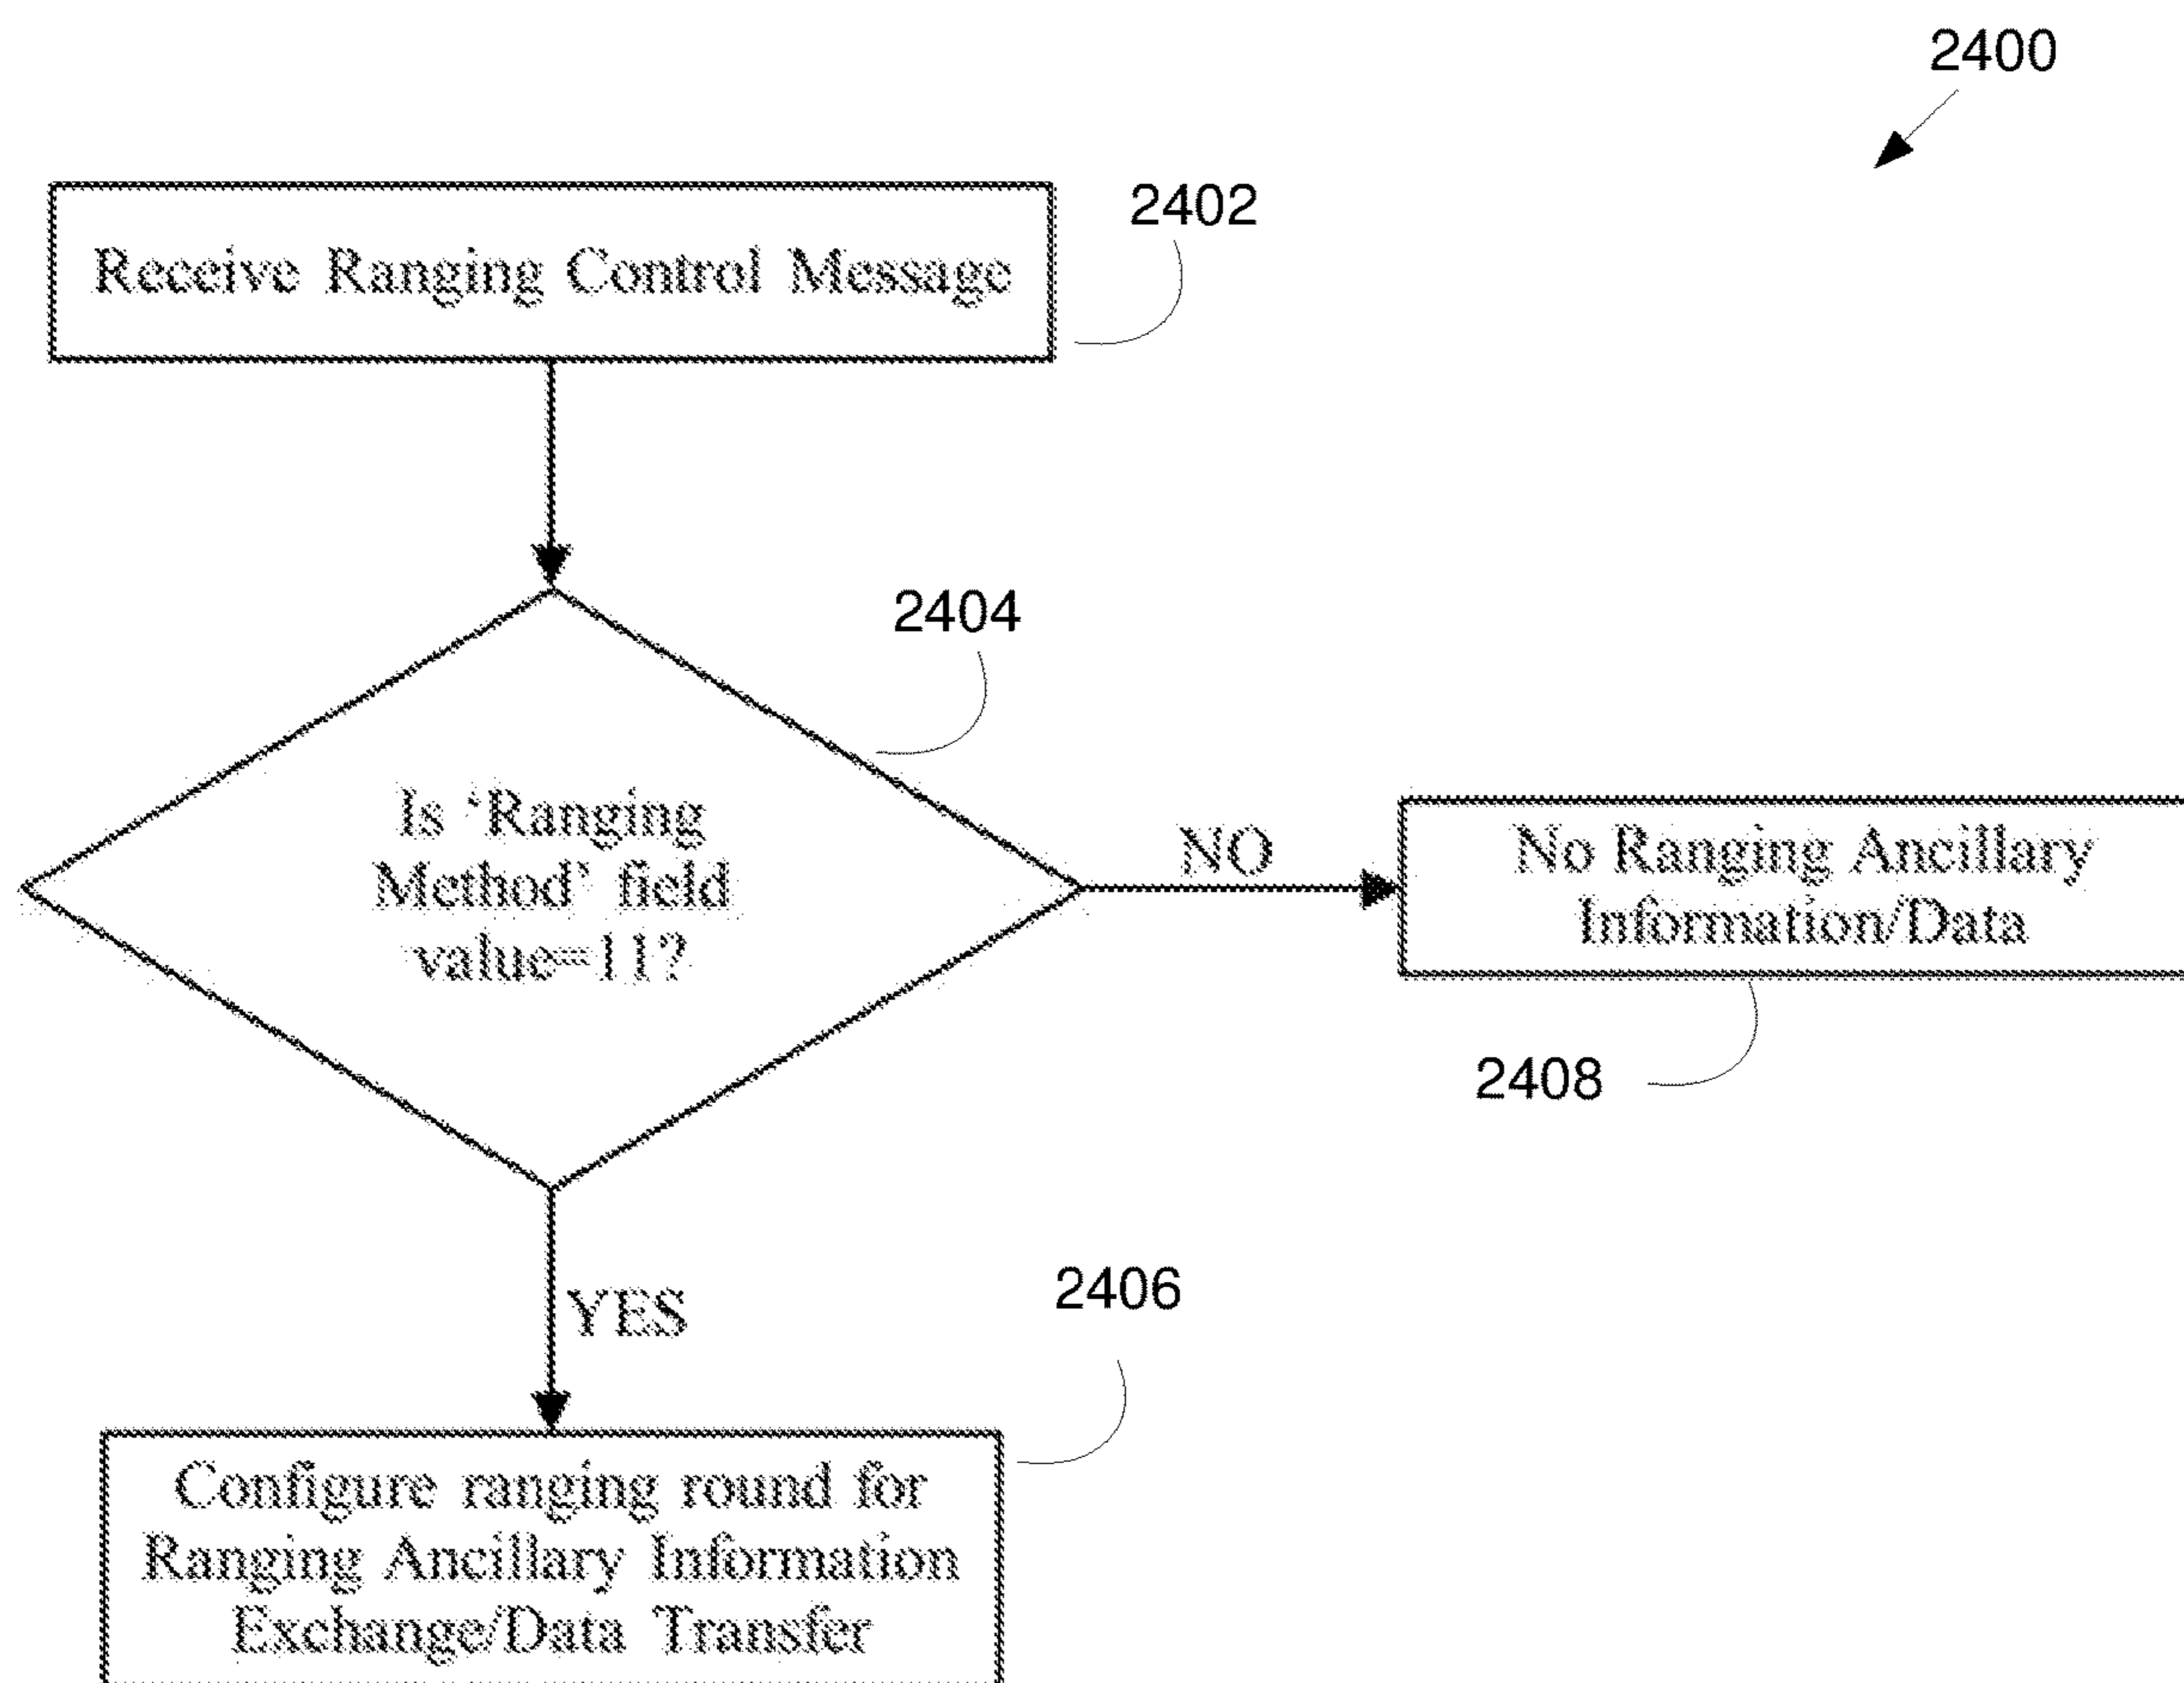 2400
2402
Receive Ranging Control Message
2404
Is ‘Ranging
Method’ field
value=11?
NO
No Ranging Ancillary
Information/Data
2408
YES
2406
Configure ranging round for
Ranging Ancillary Information
Exchange/Data Transfer